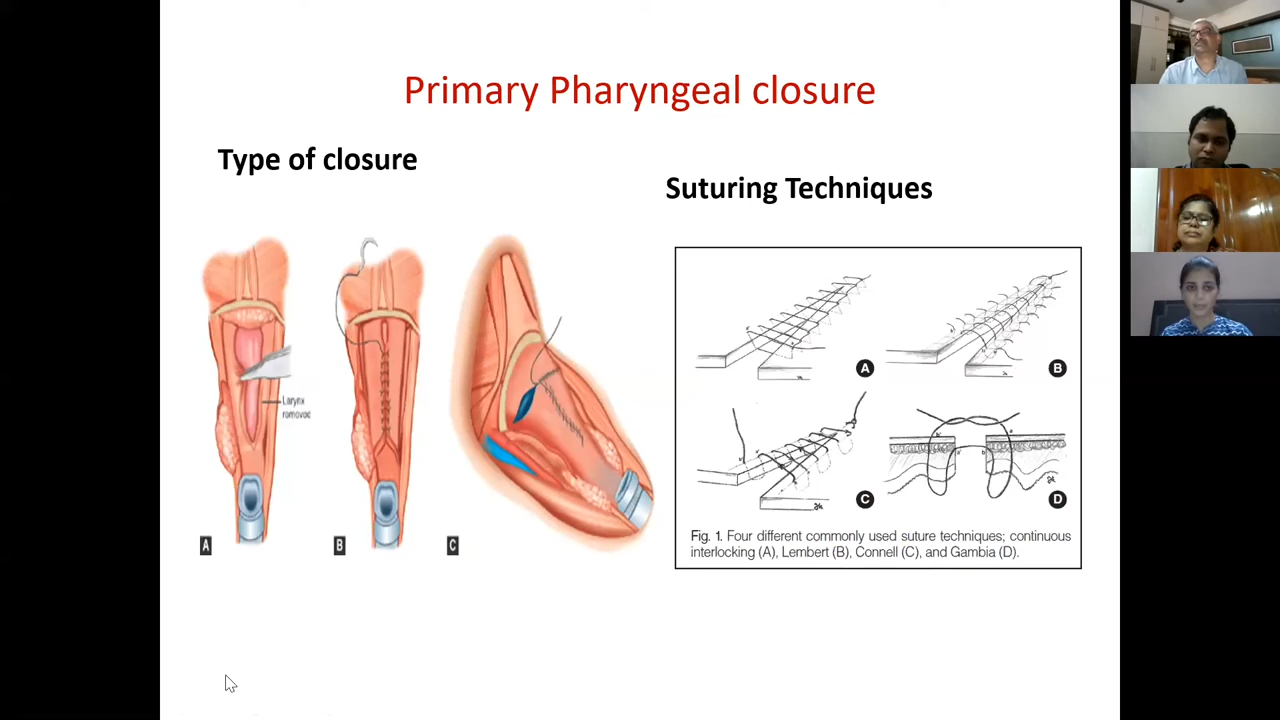 Primary Pharyngeal closure
Type of closure
Suturing Techniques
Larynx
removed
A
B
C
A
B
C
D
Fig. 1. Four different commonly used suture techniques; continuous
interlocking (A), Lembert (B), Connell (C), and Gambia (D).